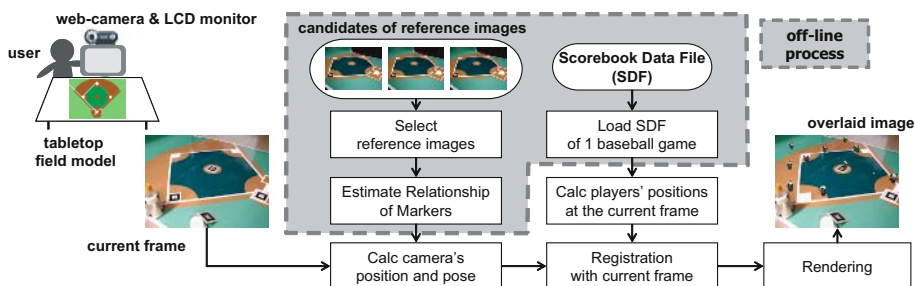 web-camera & LCD monitor
user
tabletop
field model
current frame
candidates of reference images
Select
reference images
Estimate Relationship
of Markers
Calc camera's
position and pose
Scorebook Data File
(SDF)
Load SDF
of 1 baseball game
Calc players' positions
at the current frame
Registration
with current frame
off-line
process
overlaid image
Rendering